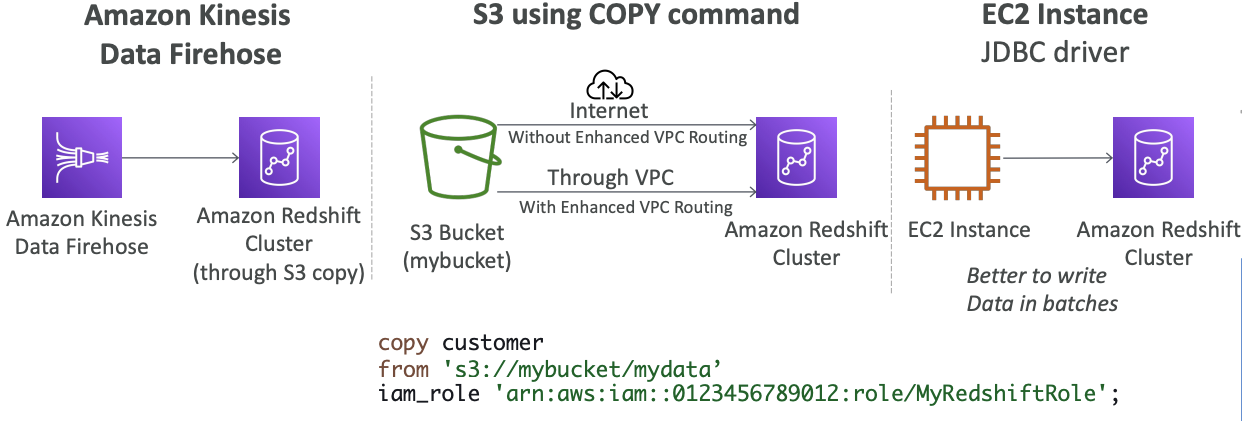 Amazon Kinesis
Data Firehose
Amazon Kinesis
Data Firehose
Amazon Redshift
Cluster
(through S3 copy)
S3 using COPY command
Internet
Without Enhanced VPC Routing
Through VPC
With Enhanced VPC Routing
S3 Bucket
(mybucket)
Amazon Redshift
Cluster
copy customer
from 's3://mybucket/mydata’
iam_role 'arn:aws:iam::0123456789012:role/MyRedshiftRole';
EC2 Instance
JDBC driver
EC2 Instance
Amazon Redshift
Cluster
Better to write
Data in batches